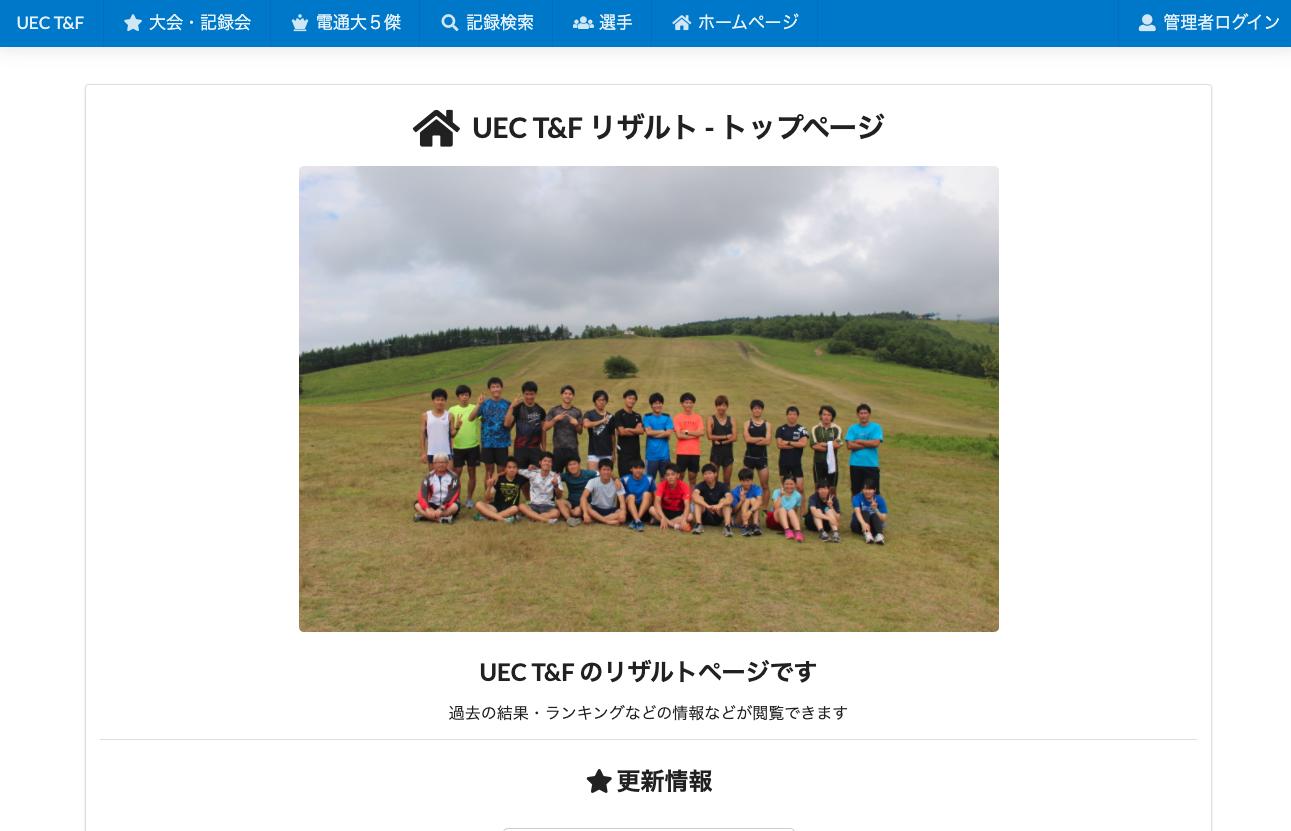 UEC T&F
大会・記録会
電通大５傑
記録検索
選手
ホームページ
管理者ログイン
UEC T&F リザルト - トップページ
UEC T&F のリザルトページです
過去の結果・ランキングなどの情報などが閲覧できます
更新情報